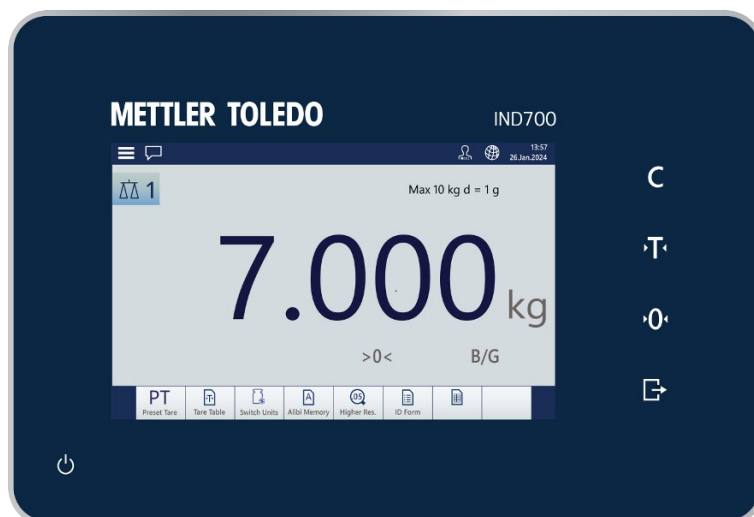 METTLER TOLEDO
IND700
13:57
26.Jan.2024
1
Max 10 kg d = 1 g
7.000 kg
>0< B/G
PT
Preset Tare
Tare Table
Switch Units
Alibi Memory
Higher Res.
ID Form
C
T
0